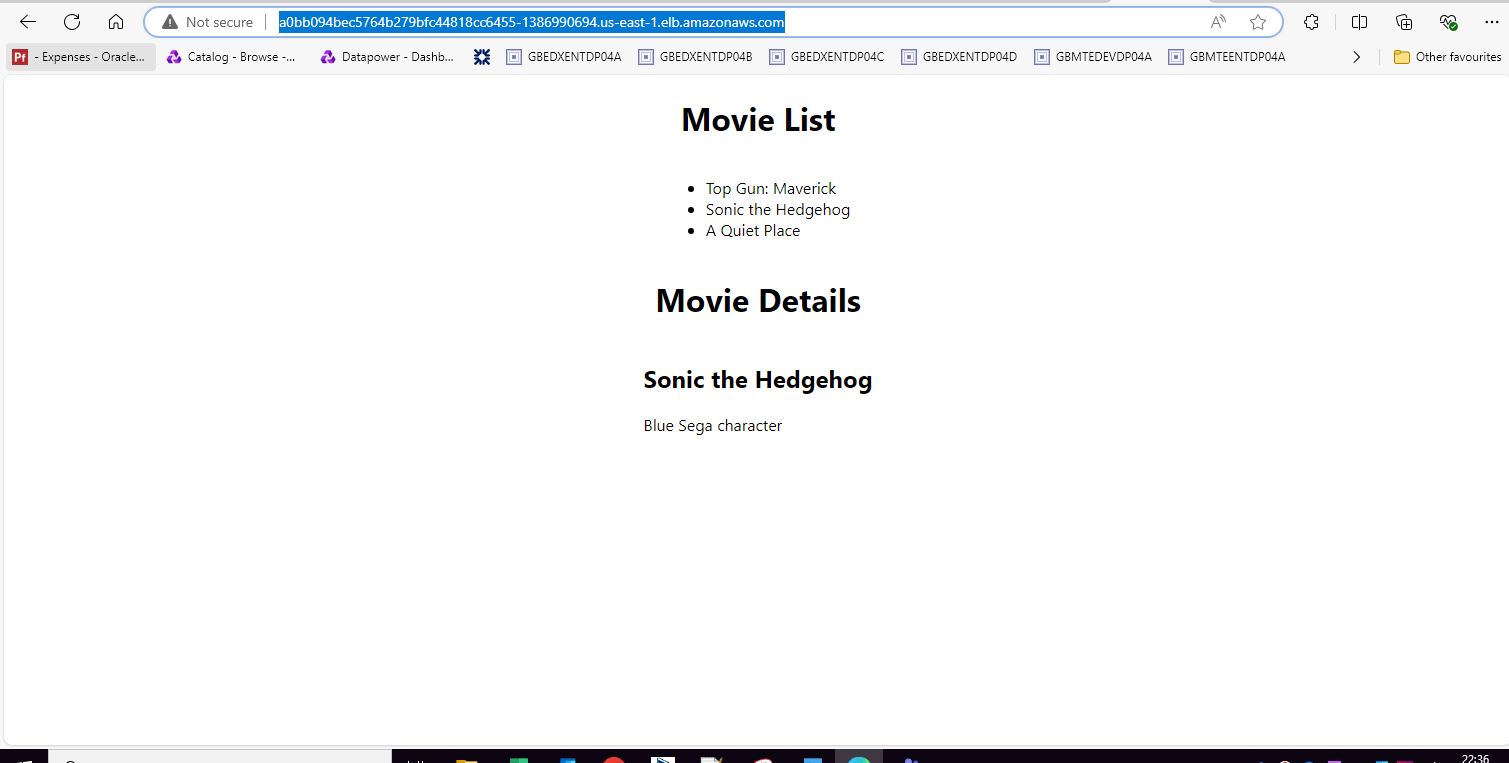 Not secure
a0bb094bec5764b279bfc44818cc6455-1386990694.us-east-1.elb.amazonaws.com
Pf - Expenses - Oracle... Catalog - Browse -... Datapower - Dashb... GBEDXENTDP04A GBEDXENTDP04B GBEDXENTDP04C GBEDXENTDP04D GBMTEDEVDP04A GBMTEENTDP04A Other favourites
Movie List
Top Gun: Maverick
Sonic the Hedgehog
A Quiet Place
Movie Details
Sonic the Hedgehog
Blue Sega character
22:36